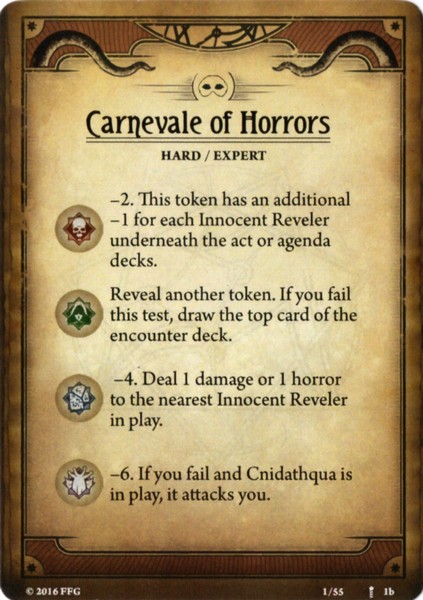 Carnevale of Horrors
HARD / EXPERT
–2. This token has an additional
–1 for each Innocent Reveler
underneath the act or agenda
decks.
Reveal another token. If you fail
this test, draw the top card of the
encounter deck.
–4. Deal 1 damage or 1 horror
to the nearest Innocent Reveler
in play.
–6. If you fail and Cnidathqua is
in play, it attacks you.
© 2016 FFG 1/55 1b